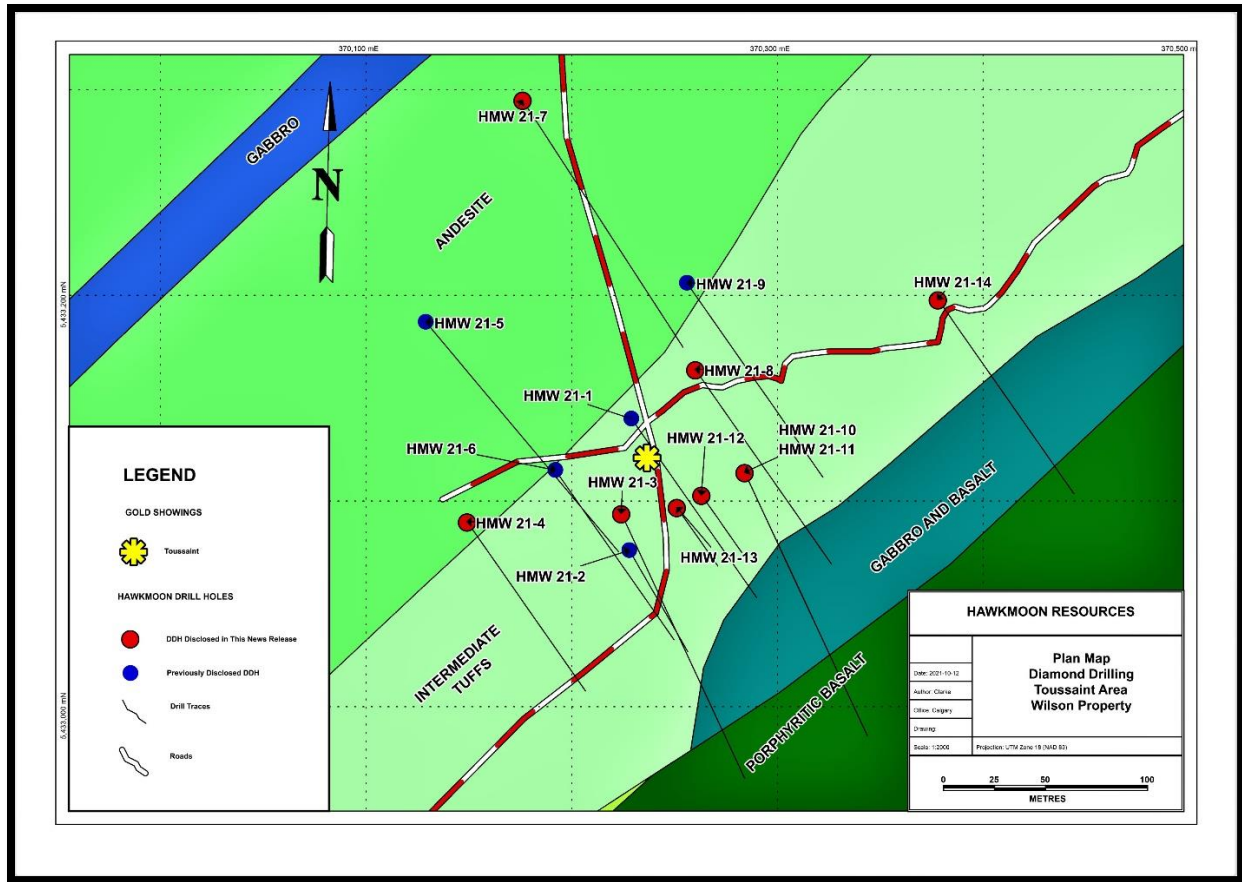 370,100 mE
370,300 mE
370,500 m
HMW 21-7
GABBRO
N
ANDESITE
5,433,200 mN
HMW 21-9
HMW 21-14
HMW 21-5
HMW 21-8
HMW 21-1
HMW 21-10
HMW 21-12
HMW 21-11
HMW 21-6
HMW 21-3
HMW 21-4
HMW 21-13
HMW 21-2
GABBRO AND BASALT
INTERMEDIATE
TUFFS
PORPHYRITIC BASALT
5,433,000 mN
LEGEND
GOLD SHOWINGS
Toussaint
HAWKMOON DRILL HOLES
DDH Disclosed in This News Release
Previously Disclosed DDH
Drill Traces
Roads
HAWKMOON RESOURCES
Plan Map
Diamond Drilling
Toussaint Area
Wilson Property
Date: 2021-10-12
Author: Clarke
Office: Calgary
Drawing:
Scale: 1:2000
Projection: UTM Zone 18 (NAD 83)
0 25 50 100
METRES